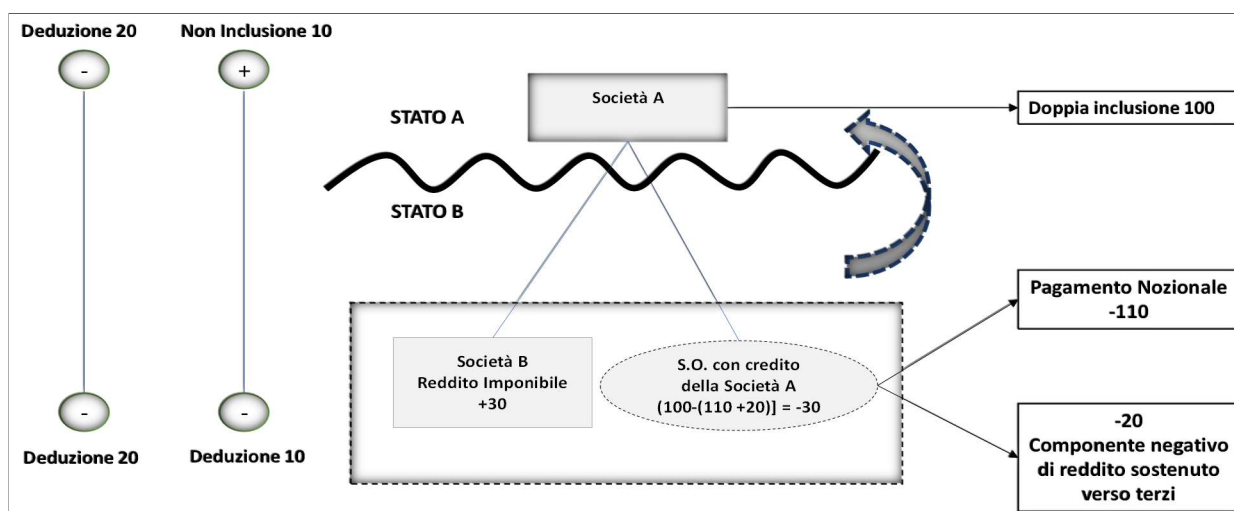 Deduzione 20
Non Inclusione 10
-
+
Società A
Doppia inclusione 100
STATO A
STATO B
Pagamento Nozionale
-110
Società B
Reddito Imponibile
+30
S.O. con credito
della Società A
(100-(110 +20)] = -30
-
-
Deduzione 20
Deduzione 10
-20
Componente negativo
di reddito sostenuto
verso terzi